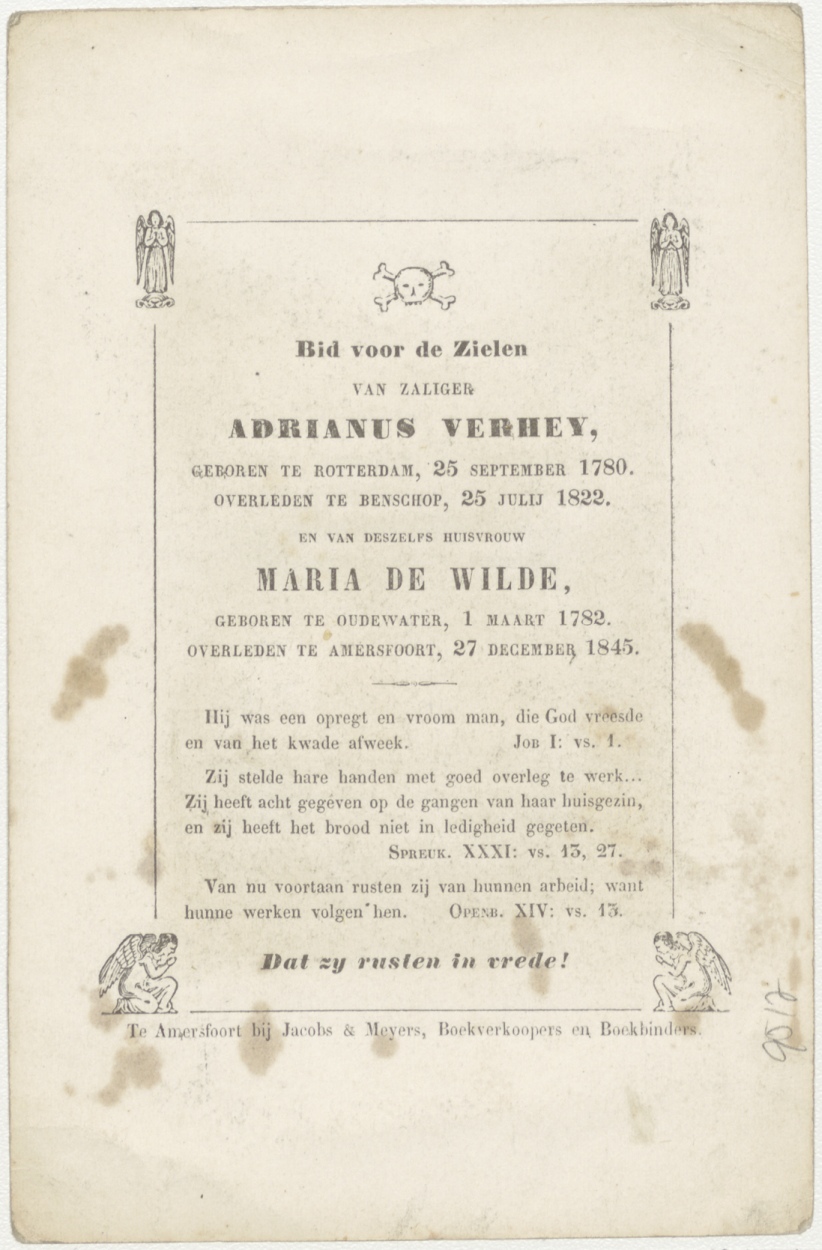 Bid voor de Zielen
VAN ZALIGER
ADRIANUS VERHEY,
GEBOREN TE ROTTERDAM, 25 SEPTEMBER 1780.
OVERLEDEN TE BENSCHOP, 25 JULIJ 1822.
EN VAN DESZELFS HUISVROUW
MARIA DE WILDE,
GEBOREN TE OUDEWATER, 1 MAART 1782.
OVERLEDEN TE AMERSFOORT, 27 DECEMBER 1845.
Hij was een opregt en vroom man, die God vreesde
en van het kwade afweek. JOB I: vs. 1.
Zij stelde hare handen met goed overleg te werk...
Zij heeft acht gegeven op de gangen van haar huisgezin,
en zij heeft het brood niet in ledigheid gegeten.
SPREUK. XXXI: vs. 13, 27.
Van nu voortaan rusten zij van hunnen arbeid; want
hunne werken volgen hen. OPENB. XIV: vs. 13.
Dat zy rusten in vrede!
Te Amersfoort bij Jacobs & Meyers, Boekverkoopers en Boekbinders.
9512